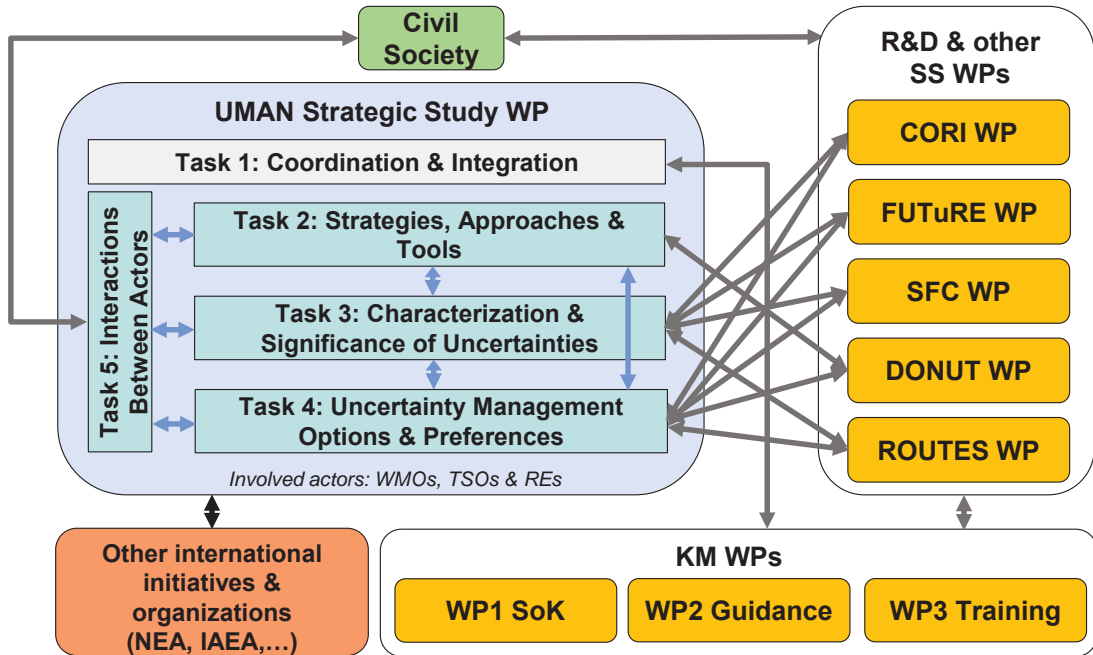 Civil
Society
R&D & other
SS WPs
UMAN Strategic Study WP
Task 1: Coordination & Integration
Task 2: Strategies, Approaches &
Tools
Task 3: Characterization &
Significance of Uncertainties
Task 4: Uncertainty Management
Options & Preferences
Task 5: Interactions
Between Actors
Involved actors: WMOs, TSOs & REs
CORI WP
FUTuRE WP
SFC WP
DONUT WP
ROUTES WP
Other international
initiatives &
organizations
(NEA, IAEA,…)
KM WPs
WP1 SoK
WP2 Guidance
WP3 Training